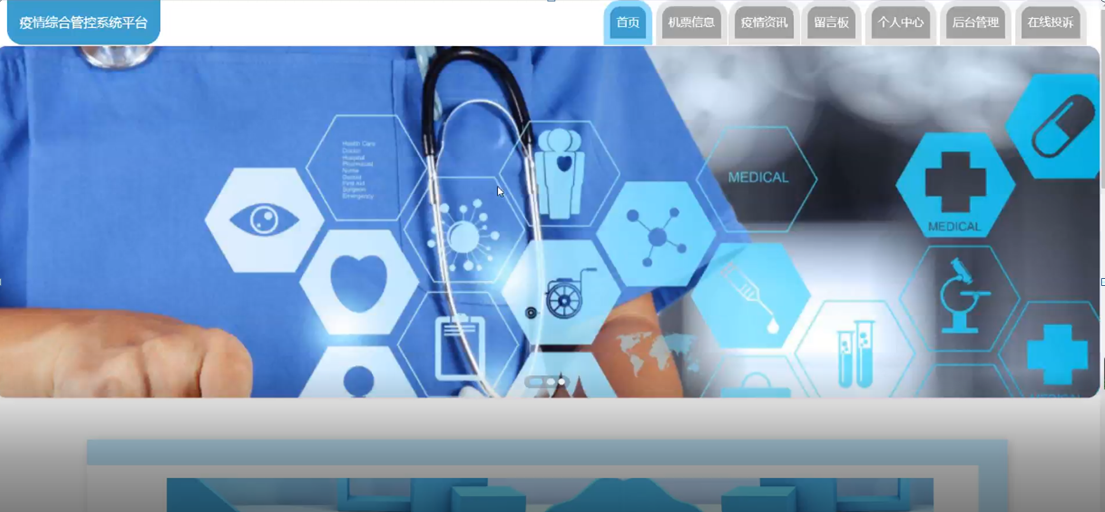 疫情综合管控系统平台
首页
机票信息
疫情资讯
留言板
个人中心
后台管理
在线投诉
Health Care
Doctor
Hospital
Nurse
Dentist
First aid
Surgeon
Emergency
MEDICAL
MEDICAL